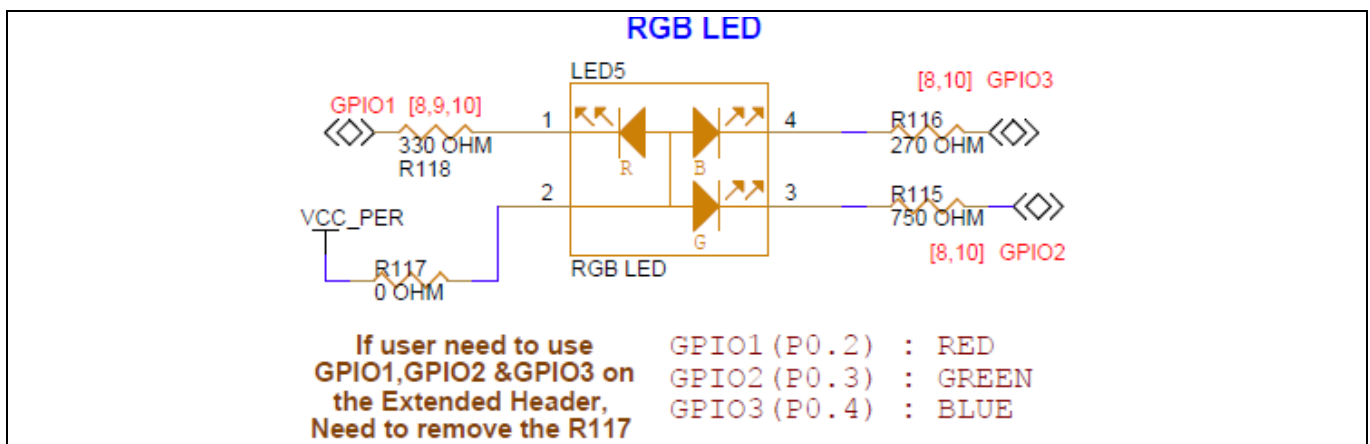 RGB LED
LED5
[8,10] GPIO3
GPIO1 [8,9,10]
1
4
R116
330 OHM
270 OHM
R118
R
B
2
3
R115
VCC_PER
750 OHM
G
[8,10] GPIO2
R117
RGB LED
0 OHM
If user need to use
GPIO1,GPIO2 &GPIO3 on
the Extended Header,
Need to remove the R117
GPIO1(P0.2) : RED
GPIO2(P0.3) : GREEN
GPIO3(P0.4) : BLUE